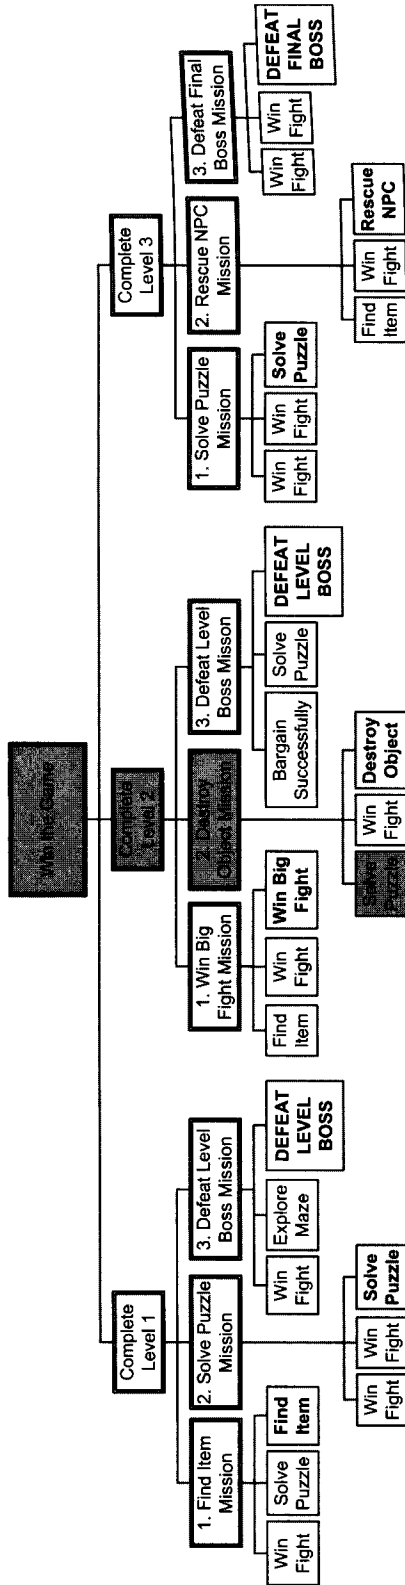 Win the Game
Complete
Level 1
Complete
Level 2
Complete
Level 3
1. Find Item
Mission
2. Solve Puzzle
Mission
3. Defeat Level
Boss Mission
1. Win Big
Fight Mission
2. Destroy
Object Mission
3. Defeat Level
Boss Misson
1. Solve Puzzle
Mission
2. Rescue NPC
Mission
3. Defeat Final
Boss Mission
Win
Fight
Solve
Puzzle
Find
Item
Win
Fight
Explore
Maze
DEFEAT
LEVEL
BOSS
Find
Item
Win
Fight
Win Big
Fight
Bargain
Successfully
Solve
Puzzle
DEFEAT
LEVEL
BOSS
Win
Fight
Win
Fight
Solve
Puzzle
Win
Fight
Win
Fight
DEFEAT
FINAL
BOSS
Win
Fight
Win
Fight
Solve
Puzzle
Solve
Puzzle
Win
Fight
Destroy
Object
Find
Item
Win
Fight
Rescue
NPC